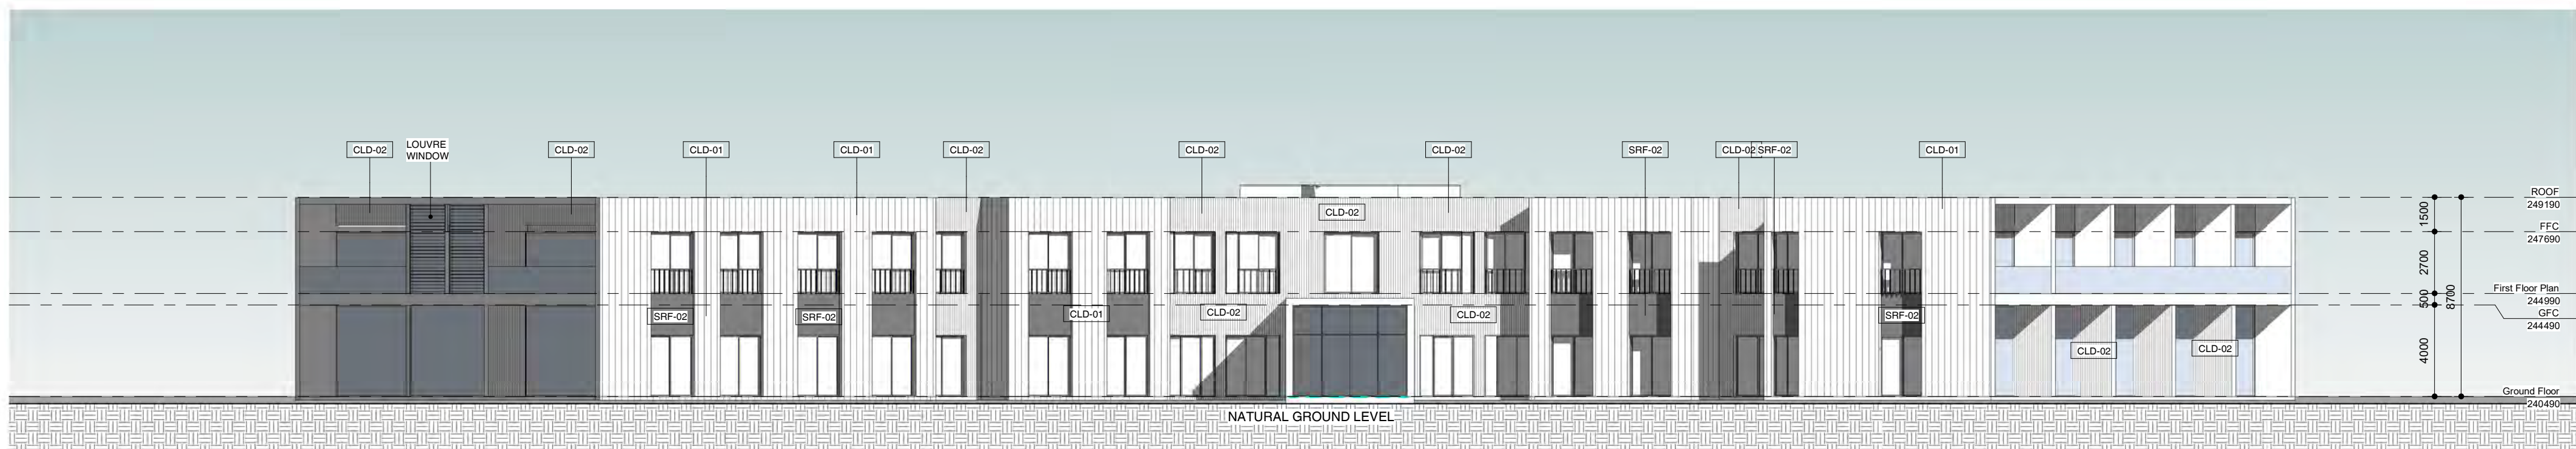 CLD-02
LOUVRE
WINDOW
CLD-02
CLD-01
CLD-01
CLD-02
CLD-02
CLD-02
SRF-02
CLD-02
SRF-02
CLD-01
ROOF
249190
1500
CLD-02
FFC
247690
2700
8700
First Floor Plan
244990
500
GFC
244490
SRF-02
SRF-02
CLD-01
CLD-02
CLD-02
SRF-02
CLD-02
CLD-02
4000
Ground Floor
240490
NATURAL GROUND LEVEL